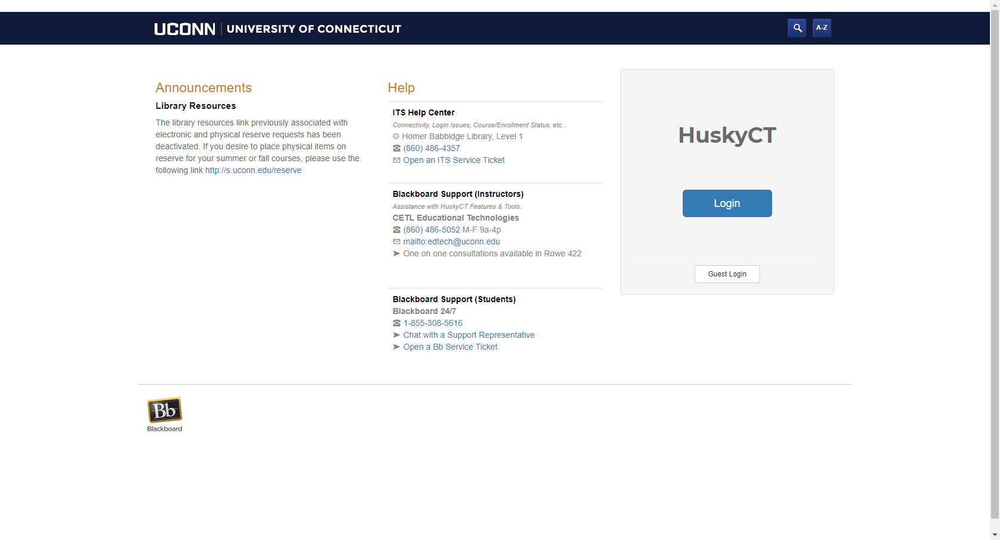 UCONN UNIVERSITY OF CONNECTICUT
A-Z
Announcements
Library Resources
The library resources link previously associated with
electronic and physical reserve requests has been
deactivated. If you desire to place physical items on
reserve for your summer or fall courses, please use the
following link http://s.uconn.edu/reserve
Help
ITS Help Center
Connectivity, Login Issues, Course/Enrollment Status, etc...
Homer Babbidge Library, Level 1
(860) 486-4357
Open an ITS Service Ticket
Blackboard Support (Instructors)
Assistance with HuskyCT Features & Tools.
CETL Educational Technologies
(860) 486-5052 M-F 9a-4p
mailto:edtech@uconn.edu
One on one consultations available in Rowe 422
Blackboard Support (Students)
Blackboard 24/7
1-855-308-5616
Chat with a Support Representative
Open a Bb Service Ticket
HuskyCT
Login
Guest Login
Bb
Blackboard